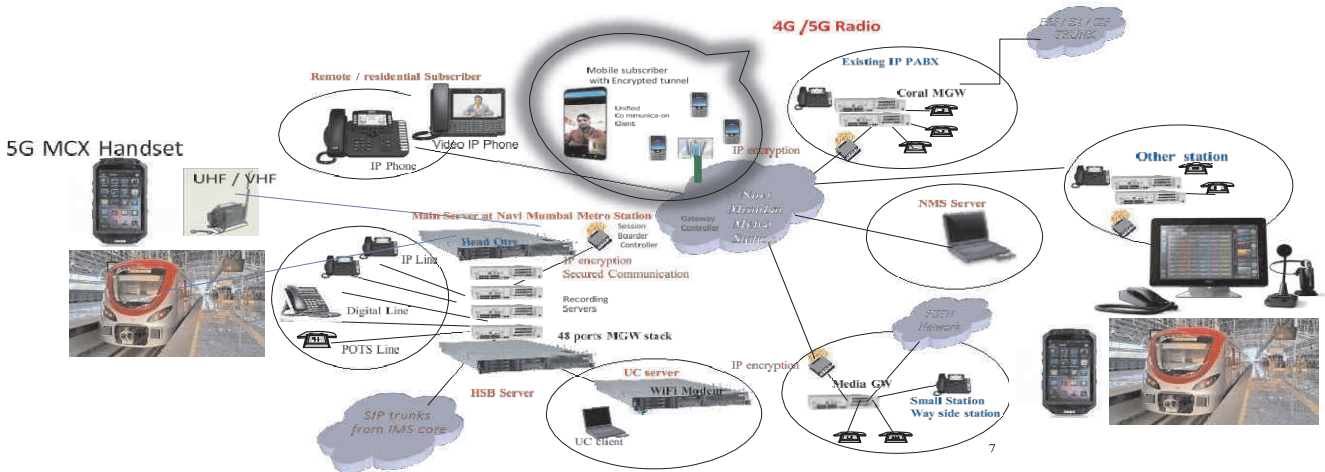 4G /5G Radio
Existing IP PABX
Coral MGW
Mobile subscriber
with Encrypted tunnel
Unified
Communica-on
Client
IP encryption
Remote / residential Subscriber
Video IP Phone
IP Phone
5G MCX Handset
UHF / VHF
Other station
Main Server at Navi Mumbai Metro Station
Gateway
Controller
Navi
Mumbai
Metro
NMS Server
Head Qtrs
Session
Boarder
Controller
IP Line
IP encryption
Secured Communication
Digital Line
Recording
Servers
POTS Line
48 ports MGW stack
Network
IP encryption
Media GW
Small Station
Way side station
UC server
WiFi Modem
HSB Server
SIP trunks
from IMS core
UC client
7